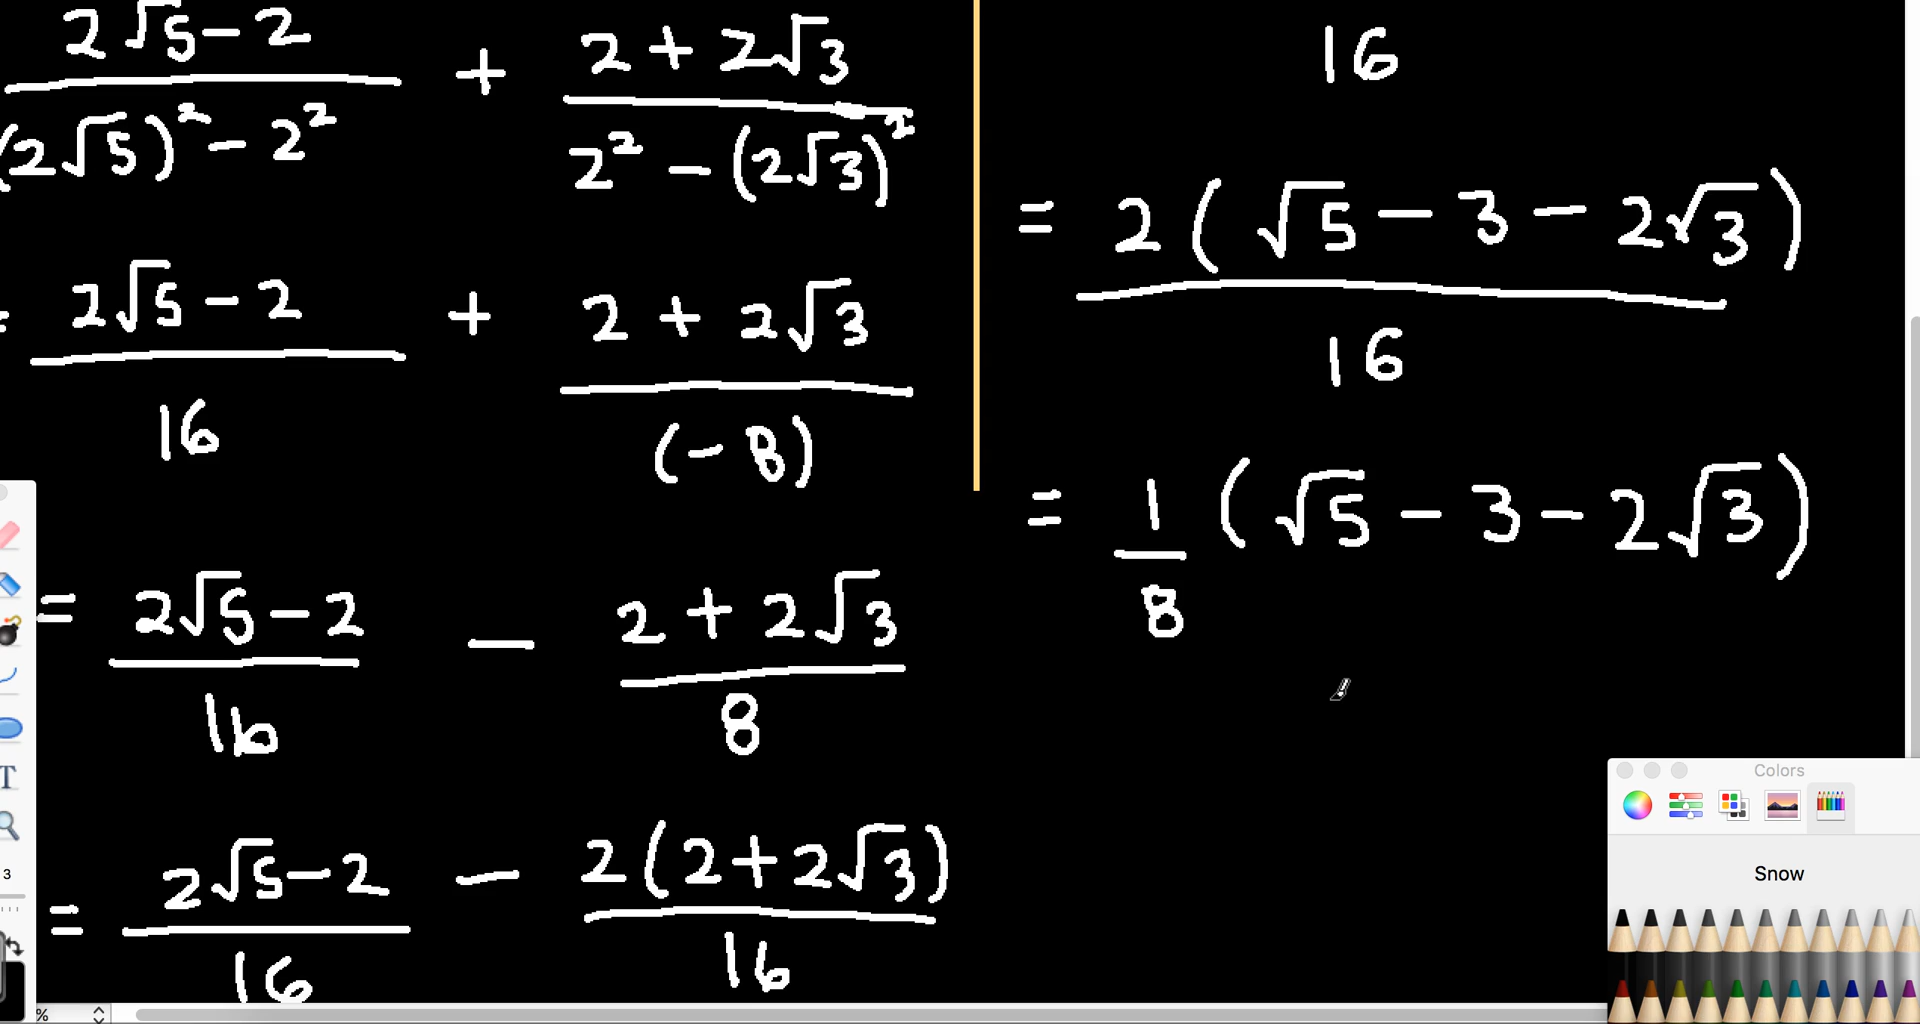 (2√5 - 2)/((2√5)² - 2²) + (2 + 2√3)/(2² - (2√3)²)
= (2√5 - 2)/16 + (2 + 2√3)/(-8)
= (2√5 - 2)/16 - (2 + 2√3)/8
= (2√5 - 2)/16 - 2(2 + 2√3)/16
16
= 2(√5 - 3 - 2√3)/16
= 1/8 (√5 - 3 - 2√3)
T
3
%
Colors
Snow